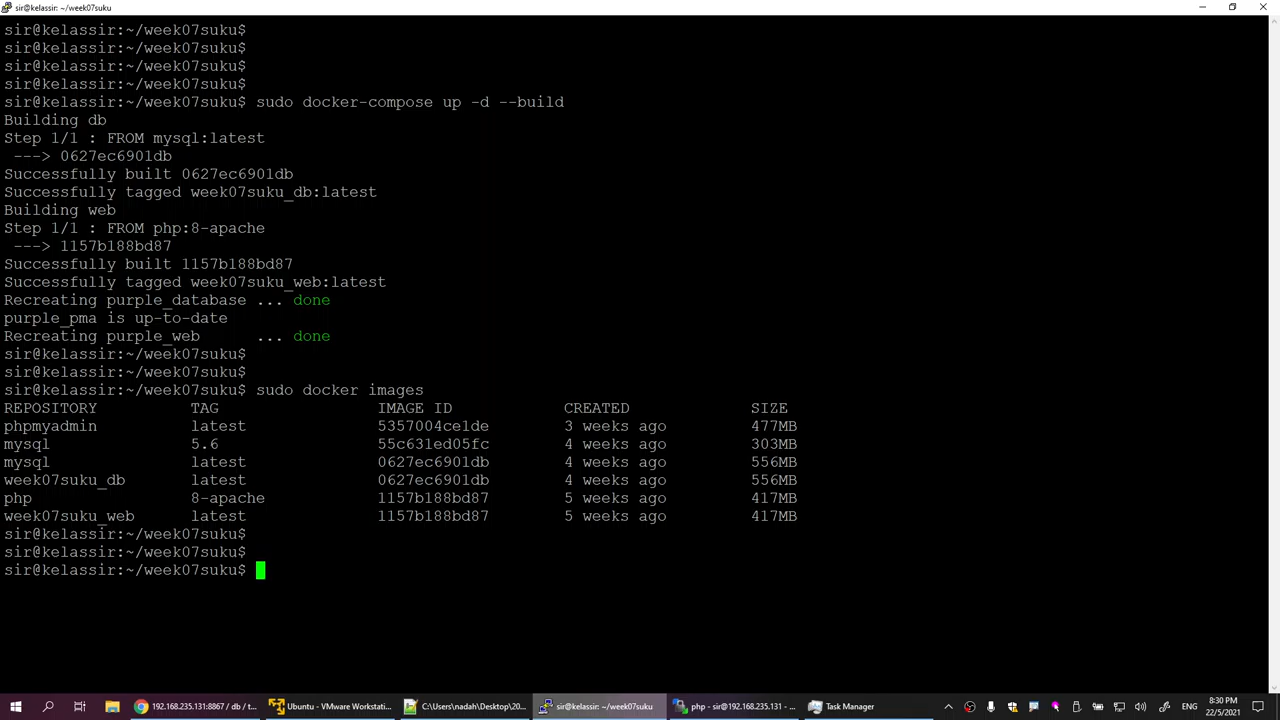 sir@kelassir: ~/week07suku
sir@kelassir:~/week07suku$
sir@kelassir:~/week07suku$
sir@kelassir:~/week07suku$
sir@kelassir:~/week07suku$
sir@kelassir:~/week07suku$ sudo docker-compose up -d --build
Building db
Step 1/1 : FROM mysql:latest
 ---> 0627ec6901db
Successfully built 0627ec6901db
Successfully tagged week07suku_db:latest
Building web
Step 1/1 : FROM php:8-apache
 ---> 1157b188bd87
Successfully built 1157b188bd87
Successfully tagged week07suku_web:latest
Recreating purple_database ... done
purple_pma is up-to-date
Recreating purple_web      ... done
sir@kelassir:~/week07suku$
sir@kelassir:~/week07suku$
sir@kelassir:~/week07suku$ sudo docker images
REPOSITORY          TAG                 IMAGE ID            CREATED             SIZE
phpmyadmin          latest              5357004ce1de        3 weeks ago         477MB
mysql               5.6                 55c631ed05fc        4 weeks ago         303MB
mysql               latest              0627ec6901db        4 weeks ago         556MB
week07suku_db       latest              0627ec6901db        4 weeks ago         556MB
php                 8-apache            1157b188bd87        5 weeks ago         417MB
week07suku_web      latest              1157b188bd87        5 weeks ago         417MB
sir@kelassir:~/week07suku$
sir@kelassir:~/week07suku$
sir@kelassir:~/week07suku$
192.168.235.131:8867 / db / t... Ubuntu - VMware Workstati... C:\Users\nadah\Desktop\20... sir@kelassir: ~/week07suku php - sir@192.168.235.131 - ... Task Manager ENG 8:30 PM
22/5/2021